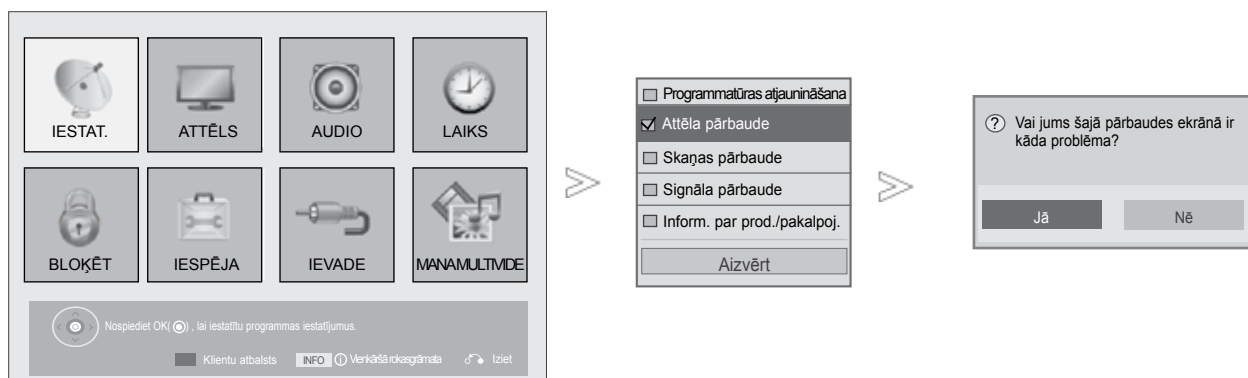 IESTAT.
ATTĒLS
AUDIO
LAIKS
BLOĶĒT
IESPĒJA
IEVADE
MANA MULTIVIDE
Nospiediet OK( ) , lai iestatītu programmas iestatījumus.
Klientu atbalsts INFO i Vienkāršā rokasgrāmata Iziet
Programmatūras atjaunināšana
Attēla pārbaude
Skaņas pārbaude
Signāla pārbaude
Inform. par prod./pakalpoj.
Aizvērt
? Vai jums šajā pārbaudes ekrānā ir
kāda problēma?
Jā
Nē